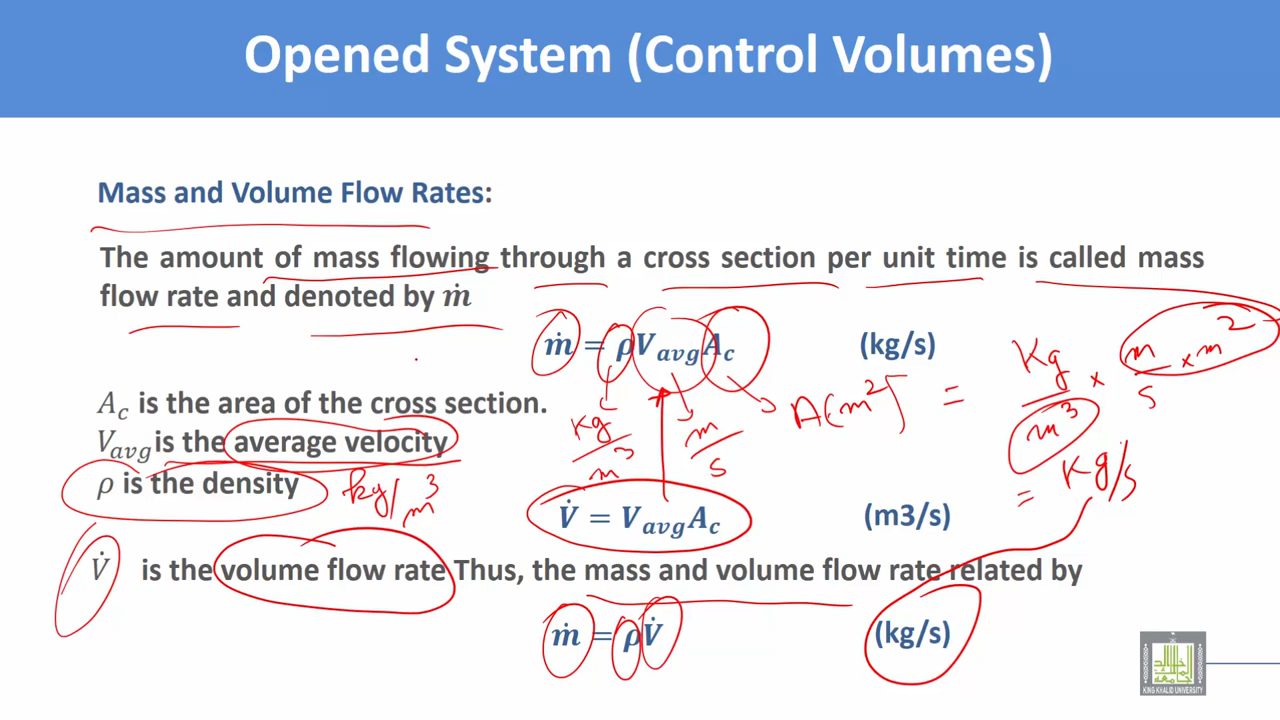 Opened System (Control Volumes)
Mass and Volume Flow Rates:
The amount of mass flowing through a cross section per unit time is called mass
flow rate and denoted by ṁ
ṁ = ρV_avg A_c (kg/s)
= Kg/m³ × m/s × m²
A_c is the area of the cross section.
Kg/m³ m/s A(m²)
V_avg is the average velocity
ρ is the density kg/m³
= Kg/s
V̇ = V_avg A_c (m3/s)
V̇ is the volume flow rate Thus, the mass and volume flow rate related by
ṁ = ρV̇ (kg/s)
KING KHALID UNIVERSITY